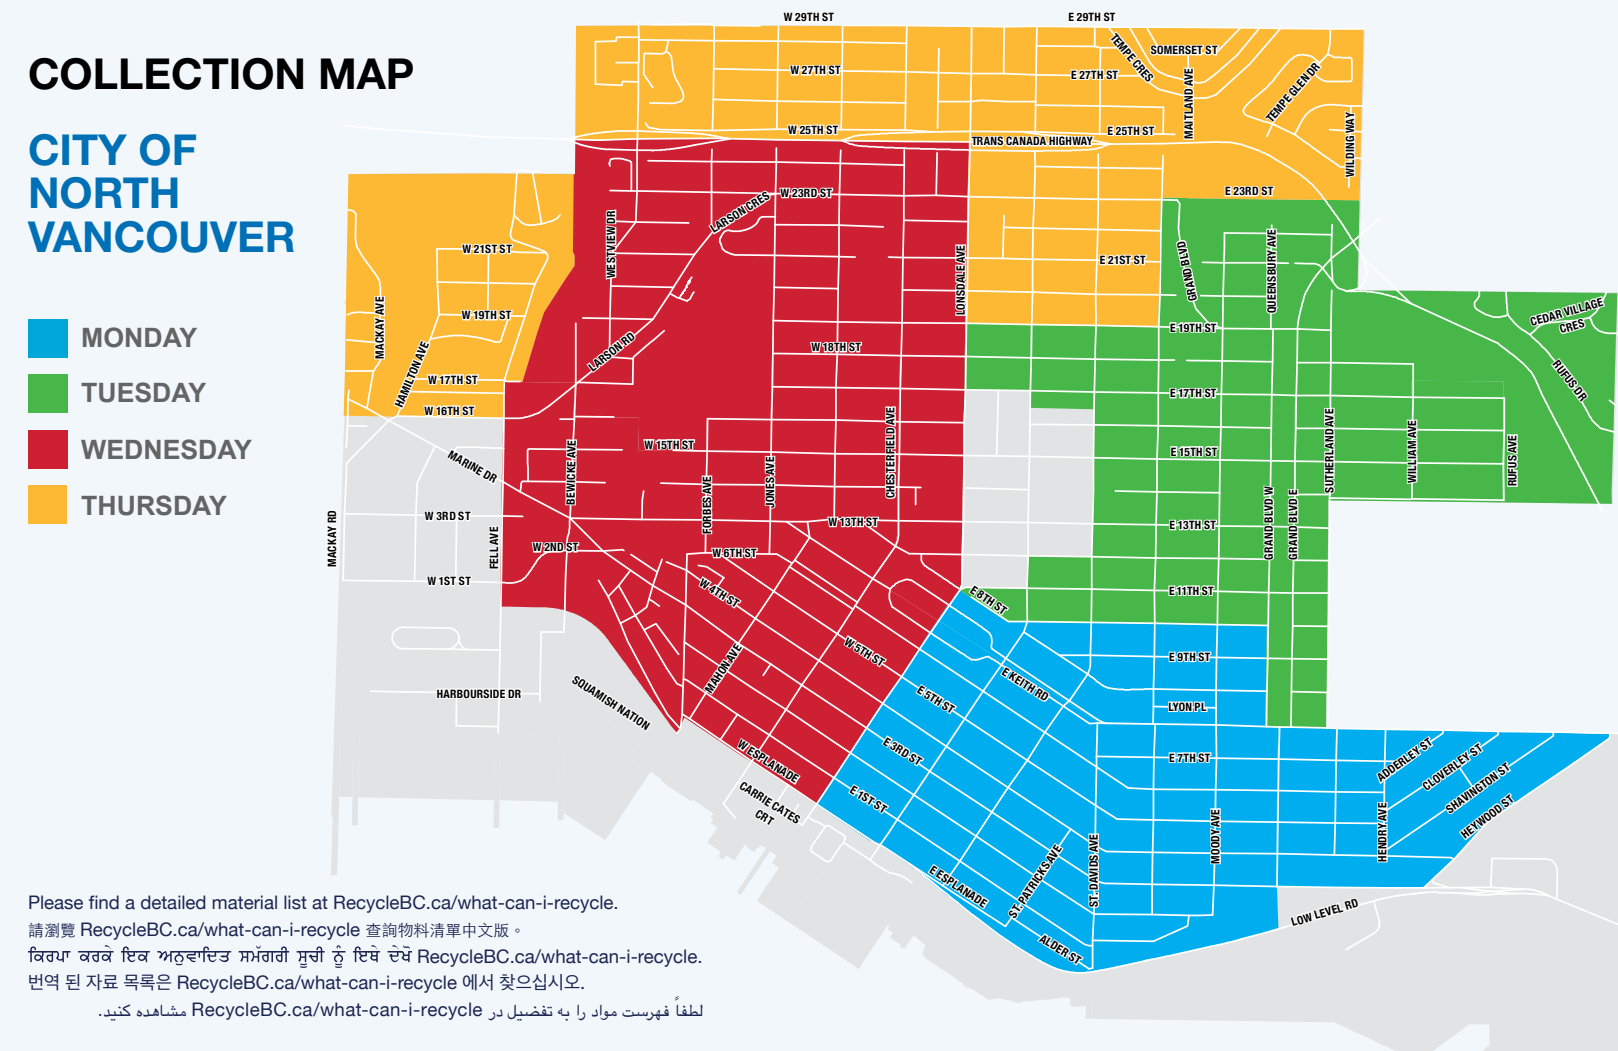 COLLECTION MAP
CITY OF
NORTH
VANCOUVER
MONDAY
TUESDAY
WEDNESDAY
THURSDAY
W 29TH ST
E 29TH ST
TEMPE CRES
SOMERSET ST
W 27TH ST
E 27TH ST
MAITLAND AVE
TEMPE GLEN DR
W 25TH ST
E 25TH ST
TRANS CANADA HIGHWAY
WILDING WAY
W 23RD ST
E 23RD ST
LARSON CRES
WESTVIEW DR
W 21ST ST
E 21ST ST
LONSDALE AVE
GRAND BLVD
QUEENSBURY AVE
MACKAY AVE
W 19TH ST
E 19TH ST
CEDAR VILLAGE
CRES
HAMILTON AVE
LARSON RD
W 18TH ST
W 17TH ST
E 17TH ST
RUFUS DR
W 16TH ST
W 15TH ST
E 15TH ST
CHESTERFIELD AVE
SUTHERLAND AVE
WILLIAM AVE
RUFUS AVE
MARINE DR
BEWICKE AVE
FORBES AVE
JONES AVE
W 13TH ST
E 13TH ST
GRAND BLVD W
GRAND BLVD E
MACKAY RD
W 3RD ST
FELL AVE
W 2ND ST
W 6TH ST
W 1ST ST
W 4TH ST
E 8TH ST
E 11TH ST
W 5TH ST
MAHON AVE
E 9TH ST
E KEITH RD
HARBOURSIDE DR
SQUAMISH NATION
E 5TH ST
LYON PL
W ESPLANADE
E 3RD ST
E 7TH ST
ADDERLEY ST
CLOVERLEY ST
SHAVINGTON ST
HEYWOOD ST
CARRIE CATES
CRT
E 1ST ST
MOODY AVE
HENDRY AVE
ST. PATRICKS AVE
ST. DAVIDS AVE
E ESPLANADE
LOW LEVEL RD
ALDER ST
Please find a detailed material list at RecycleBC.ca/what-can-i-recycle.
請瀏覽 RecycleBC.ca/what-can-i-recycle 查詢物料清單中文版。
ਕਿਰਪਾ ਕਰਕੇ ਇਕ ਅਨੁਵਾਦਿਤ ਸਮੱਗਰੀ ਸੂਚੀ ਨੂੰ ਇਥੇ ਦੇਖੋ RecycleBC.ca/what-can-i-recycle.
번역 된 자료 목록은 RecycleBC.ca/what-can-i-recycle 에서 찾으십시오.
لطفاً فهرست مواد را به تفضیل در RecycleBC.ca/what-can-i-recycle مشاهده کنید.